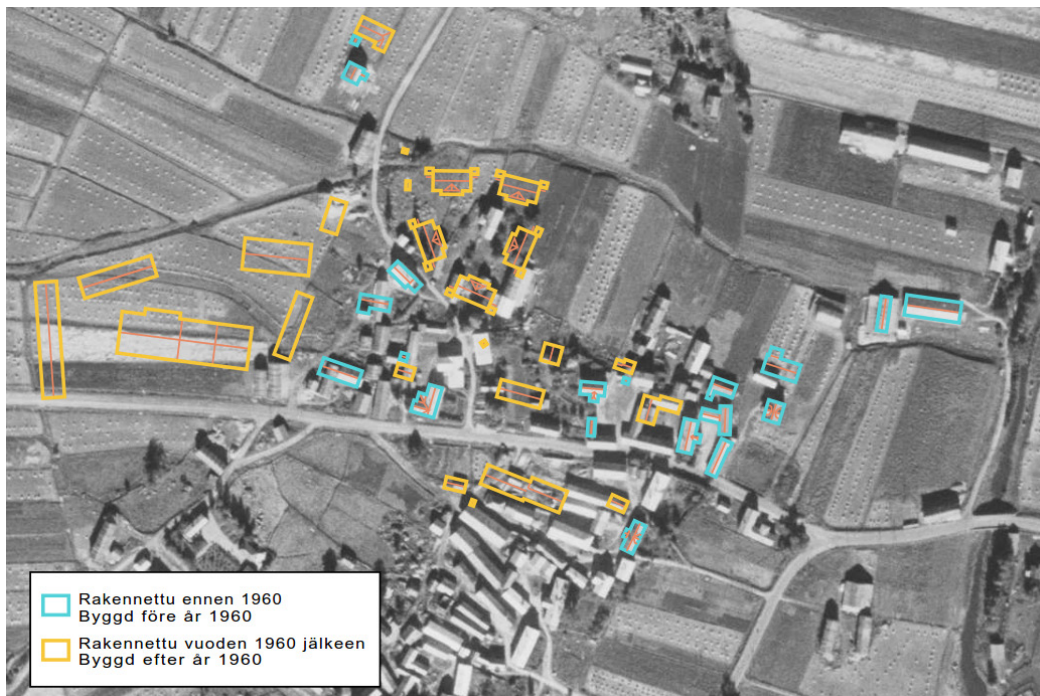 Rakennettu ennen 1960
Byggd före år 1960
Rakennettu vuoden 1960 jälkeen
Byggd efter år 1960